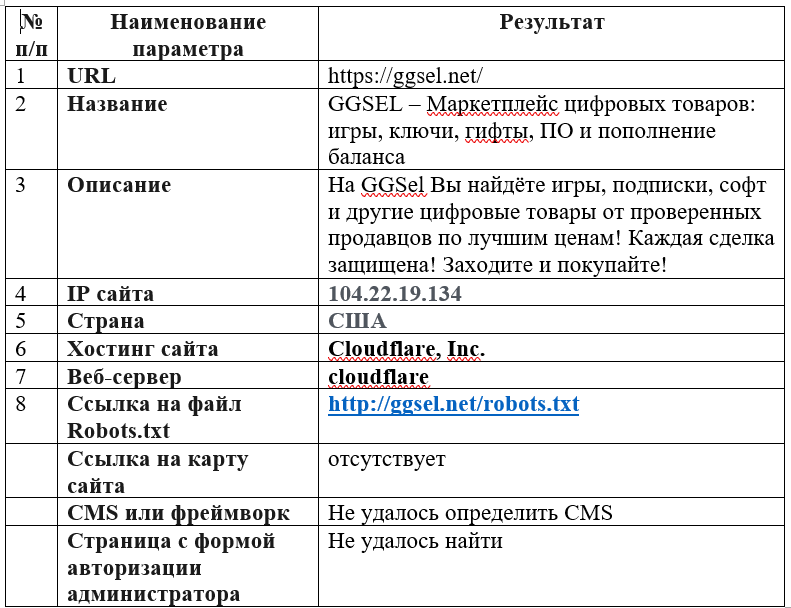 № п/п Наименование параметра Результат
1 URL https://ggsel.net/
2 Название GGSEL – Маркетплейс цифровых товаров:
игры, ключи, гифты, ПО и пополнение
баланса
3 Описание На GGSel Вы найдёте игры, подписки, софт
и другие цифровые товары от проверенных
продавцов по лучшим ценам! Каждая сделка
защищена! Заходите и покупайте!
4 IP сайта 104.22.19.134
5 Страна США
6 Хостинг сайта Cloudflare, Inc.
7 Веб-сервер cloudflare
8 Ссылка на файл http://ggsel.net/robots.txt
Robots.txt
Ссылка на карту отсутствует
сайта
CMS или фреймворк Не удалось определить CMS
Страница с формой Не удалось найти
авторизации
администратора